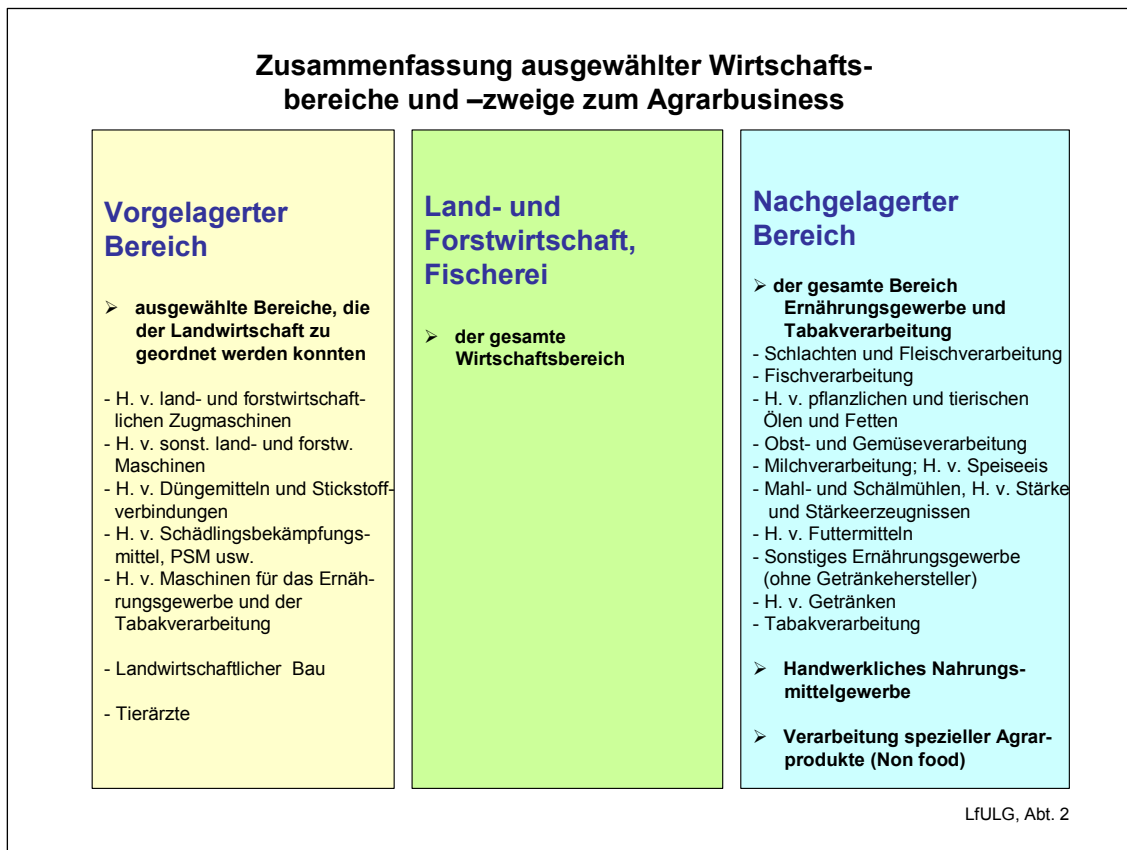 Zusammenfassung ausgewählter Wirtschafts-
bereiche und –zweige zum Agrarbusiness
Vorgelagerter
Bereich
➢ ausgewählte Bereiche, die
der Landwirtschaft zu
geordnet werden konnten
- H. v. land- und forstwirtschaft-
lichen Zugmaschinen
- H. v. sonst. land- und forstw.
Maschinen
- H. v. Düngemitteln und Stickstoff-
verbindungen
- H. v. Schädlingsbekämpfungs-
mittel, PSM usw.
- H. v. Maschinen für das Ernäh-
rungsgewerbe und der
Tabakverarbeitung
- Landwirtschaftlicher Bau
- Tierärzte
Land- und
Forstwirtschaft,
Fischerei
➢ der gesamte
Wirtschaftsbereich
Nachgelagerter
Bereich
➢ der gesamte Bereich
Ernährungsgewerbe und
Tabakverarbeitung
- Schlachten und Fleischverarbeitung
- Fischverarbeitung
- H. v. pflanzlichen und tierischen
Ölen und Fetten
- Obst- und Gemüseverarbeitung
- Milchverarbeitung; H. v. Speiseeis
- Mahl- und Schälmühlen, H. v. Stärke
und Stärkeerzeugnissen
- H. v. Futtermitteln
- Sonstiges Ernährungsgewerbe
(ohne Getränkehersteller)
- H. v. Getränken
- Tabakverarbeitung
➢ Handwerkliches Nahrungs-
mittelgewerbe
➢ Verarbeitung spezieller Agrar-
produkte (Non food)
LfULG, Abt. 2